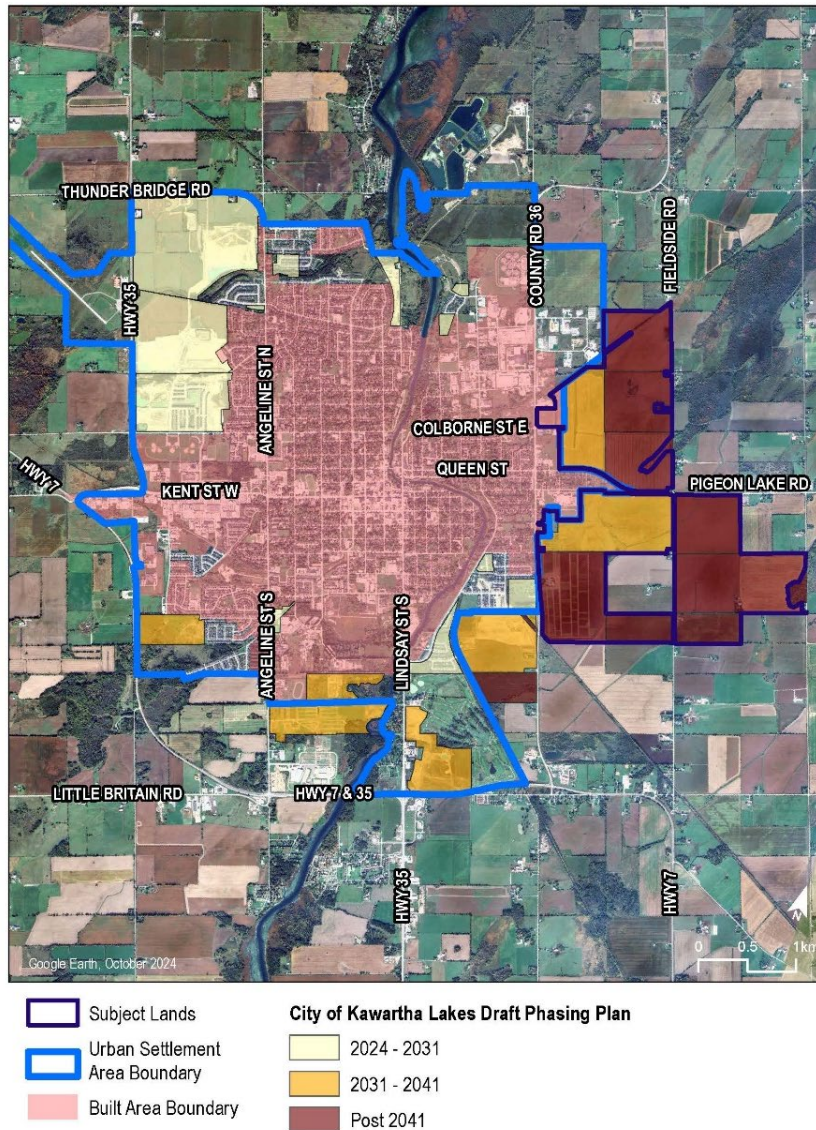 THUNDER BRIDGE RD
COUNTY RD 36
FIELDSIDE RD
HWY 35
ANGELINE ST N
COLBORNE ST E
QUEEN ST
HWY 7
KENT ST W
PIGEON LAKE RD
ANGELINE ST S
LINDSAY ST S
LITTLE BRITAIN RD
HWY 7 & 35
HWY 35
HWY 7
N
0 0.5 1km
Google Earth, October 2024
Subject Lands
Urban Settlement
Area Boundary
Built Area Boundary
City of Kawartha Lakes Draft Phasing Plan
2024 - 2031
2031 - 2041
Post 2041